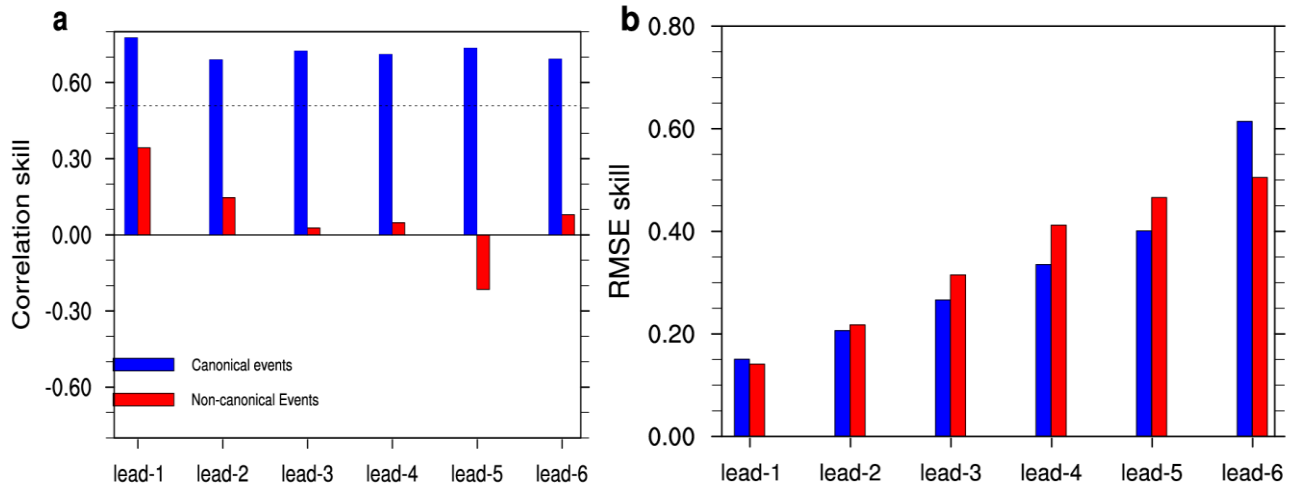 a
Correlation skill
0.60
0.30
0.00
-0.30
-0.60
Canonical events
Non-canonical Events
lead-1 lead-2 lead-3 lead-4 lead-5 lead-6
b
RMSE skill
0.80
0.60
0.40
0.20
0.00
lead-1 lead-2 lead-3 lead-4 lead-5 lead-6